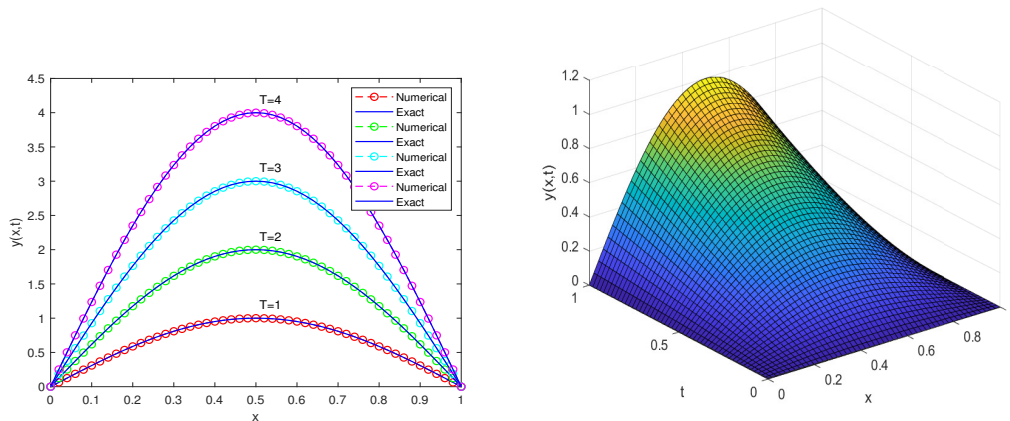 4.5
4
3.5
3
2.5
2
1.5
1
0.5
0
y(x,t)
0 0.1 0.2 0.3 0.4 0.5 0.6 0.7 0.8 0.9 1
x
T=4
T=3
T=2
T=1
Numerical
Exact
Numerical
Exact
Numerical
Exact
Numerical
Exact
1.2
1
0.8
0.6
0.4
0.2
0
y(x,t)
1
0.5
0
t
0 0.2 0.4 0.6 0.8
x